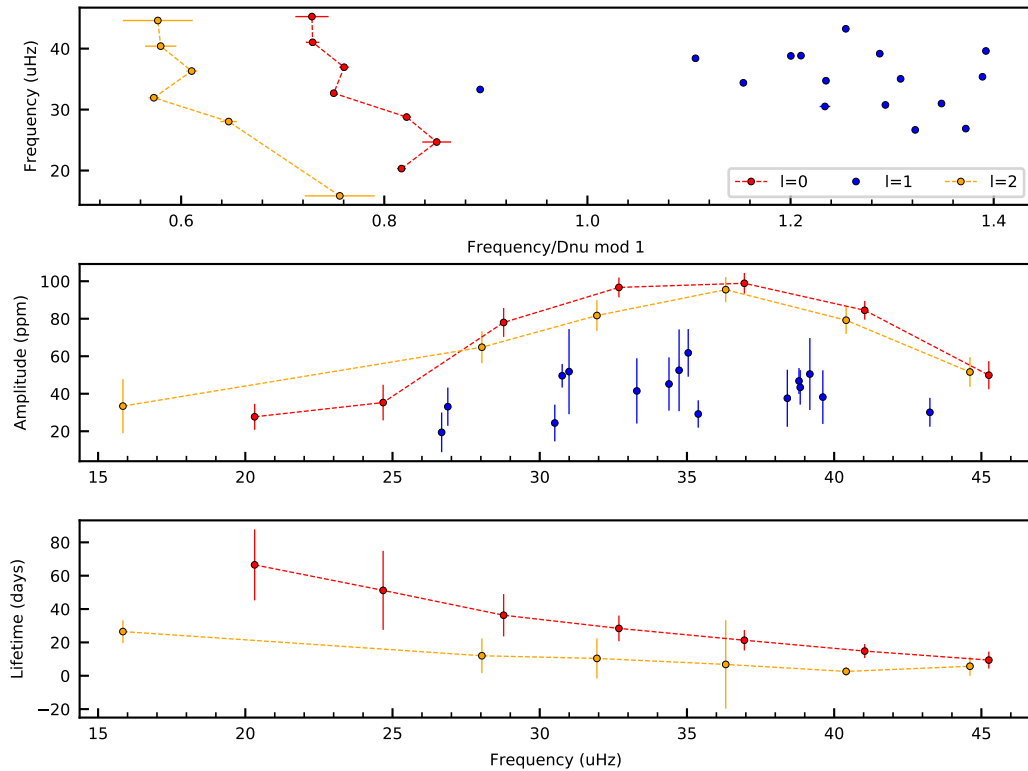 Frequency (uHz)
40
30
20
0.6 0.8 1.0 1.2 1.4
l=0 l=1 l=2
Frequency/Dnu mod 1
Amplitude (ppm)
100
80
60
40
20
15 20 25 30 35 40 45
Lifetime (days)
80
60
40
20
0
−20
15 20 25 30 35 40 45
Frequency (uHz)